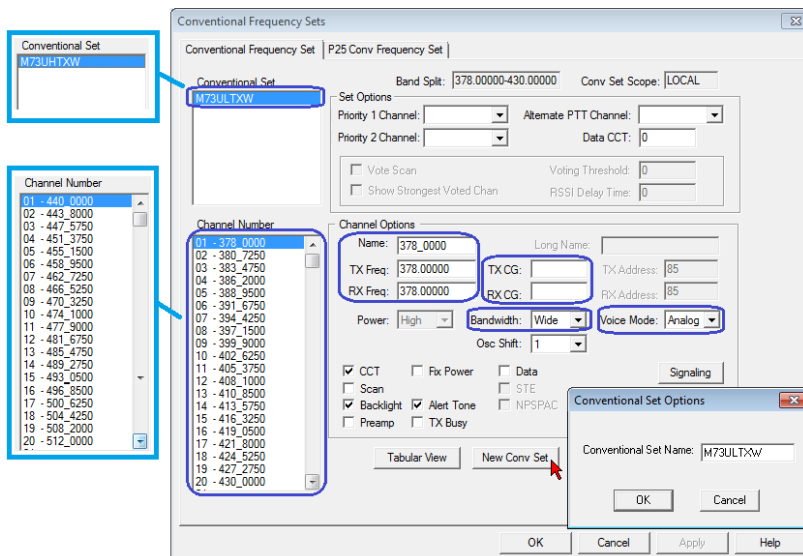 Conventional Frequency Sets
Conventional Frequency Set
P25 Conv Frequency Set
Conventional Set
M73UHTXW
Channel Number
01 - 440_0000
02 - 443_8000
03 - 447_5750
04 - 451_3750
05 - 455_1500
06 - 458_9500
07 - 462_7250
08 - 466_5250
09 - 470_3250
10 - 474_1000
11 - 477_9000
12 - 481_6750
13 - 485_4750
14 - 489_2750
15 - 493_0500
16 - 496_8500
17 - 500_6250
18 - 504_4250
19 - 508_2000
20 - 512_0000
Conventional Set
M73ULTXW
Band Split: 378.00000-430.00000
Conv Set Scope: LOCAL
Set Options
Priority 1 Channel:
Alternate PTT Channel:
Priority 2 Channel:
Data CCT: 0
Vote Scan
Voting Threshold: 0
Show Strongest Voted Chan
RSSI Delay Time: 0
Channel Number
01 - 378_0000
02 - 380_7250
03 - 383_4750
04 - 386_2000
05 - 388_9500
06 - 391_6750
07 - 394_4250
08 - 397_1500
09 - 399_9000
10 - 402_6250
11 - 405_3750
12 - 408_1000
13 - 410_8500
14 - 413_5750
15 - 416_3250
16 - 419_0500
17 - 421_8000
18 - 424_5250
19 - 427_2750
20 - 430_0000
Channel Options
Name: 378_0000
Long Name:
TX Freq: 378.00000
TX CG:
TX Address: 85
RX Freq: 378.00000
RX CG:
RX Address: 85
Power: High
Bandwidth: Wide
Voice Mode: Analog
Osc Shift: 1
CCT
Fix Power
Data
Signaling
Scan
STE
Backlight
Alert Tone
NPSPAC
Preamp
TX Busy
Tabular View
New Conv Set
Conventional Set Options
Conventional Set Name: M73ULTXW
OK
Cancel
OK
Cancel
Apply
Help